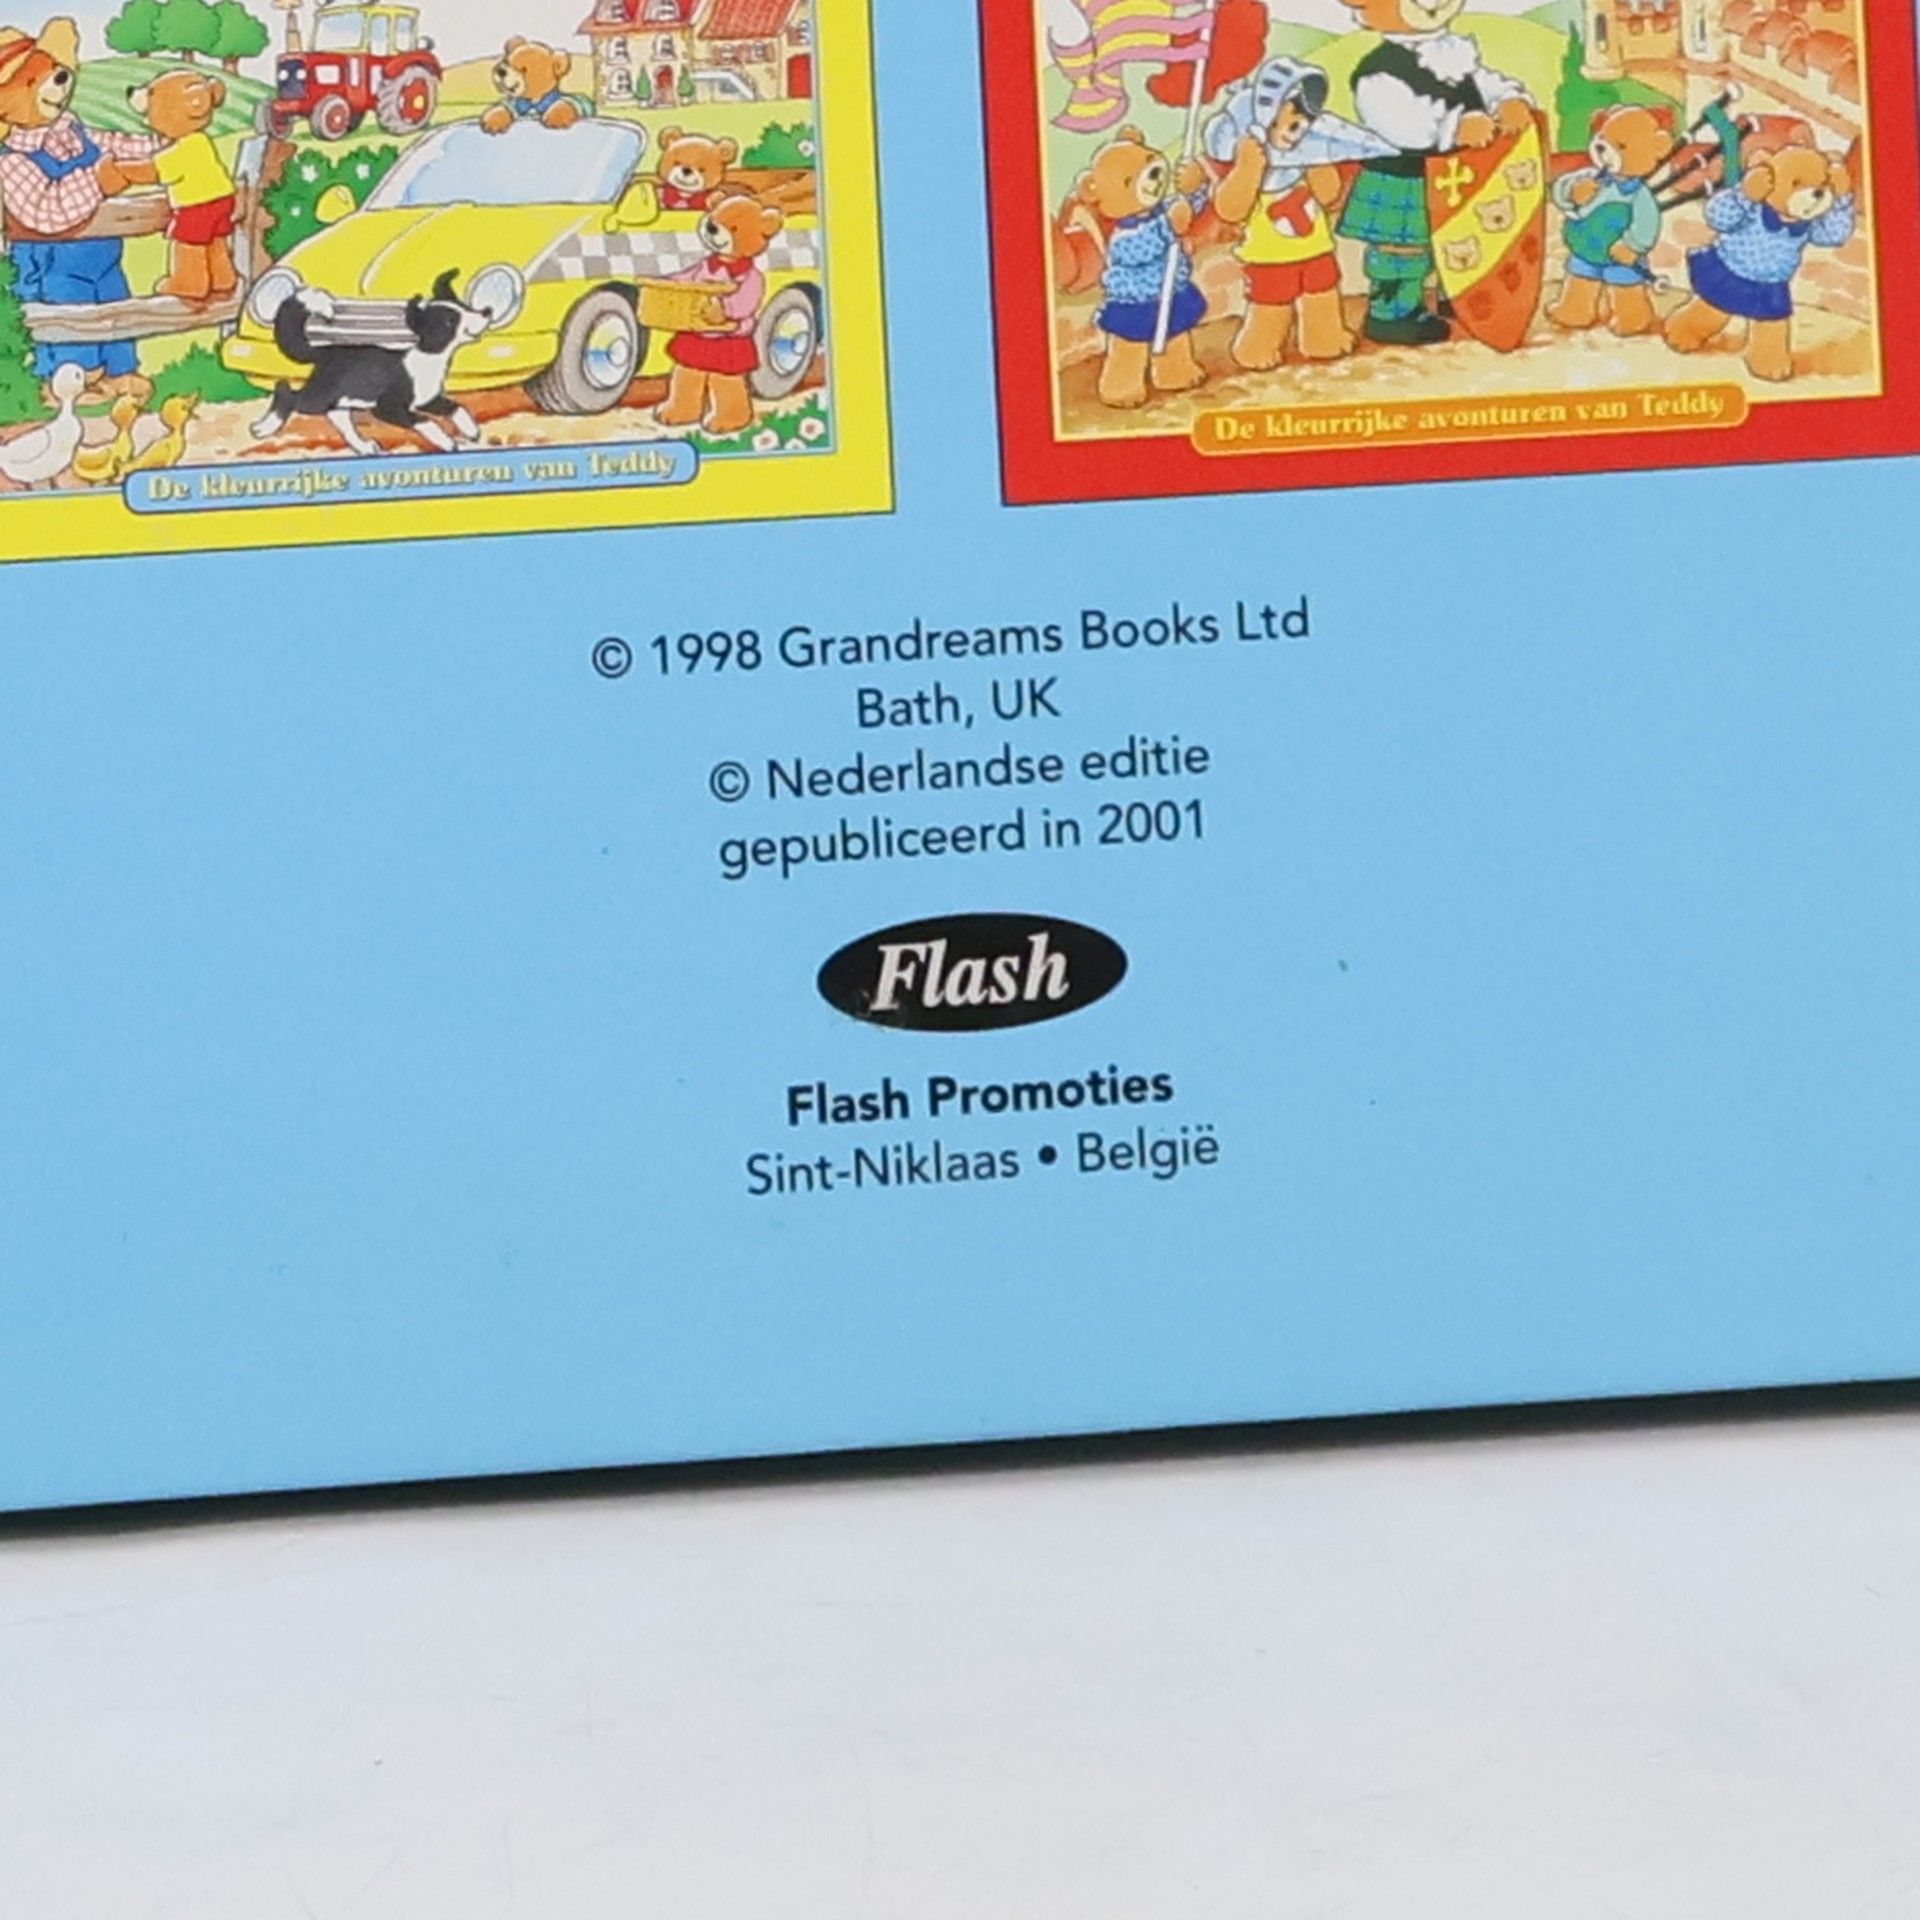 De kleurrijke avonturen van Teddy
De kleurrijke avonturen van Teddy
© 1998 Grandreams Books Ltd
Bath, UK
© Nederlandse editie
gepubliceerd in 2001
Flash
Flash Promoties
Sint-Niklaas • België